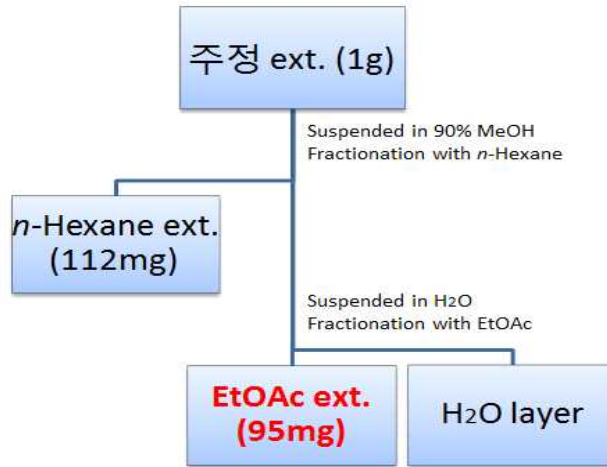 주정 ext. (1g)
Suspended in 90% MeOH
Fractionation with n-Hexane
n-Hexane ext.
(112mg)
Suspended in H2O
Fractionation with EtOAc
EtOAc ext.
(95mg)
H2O layer